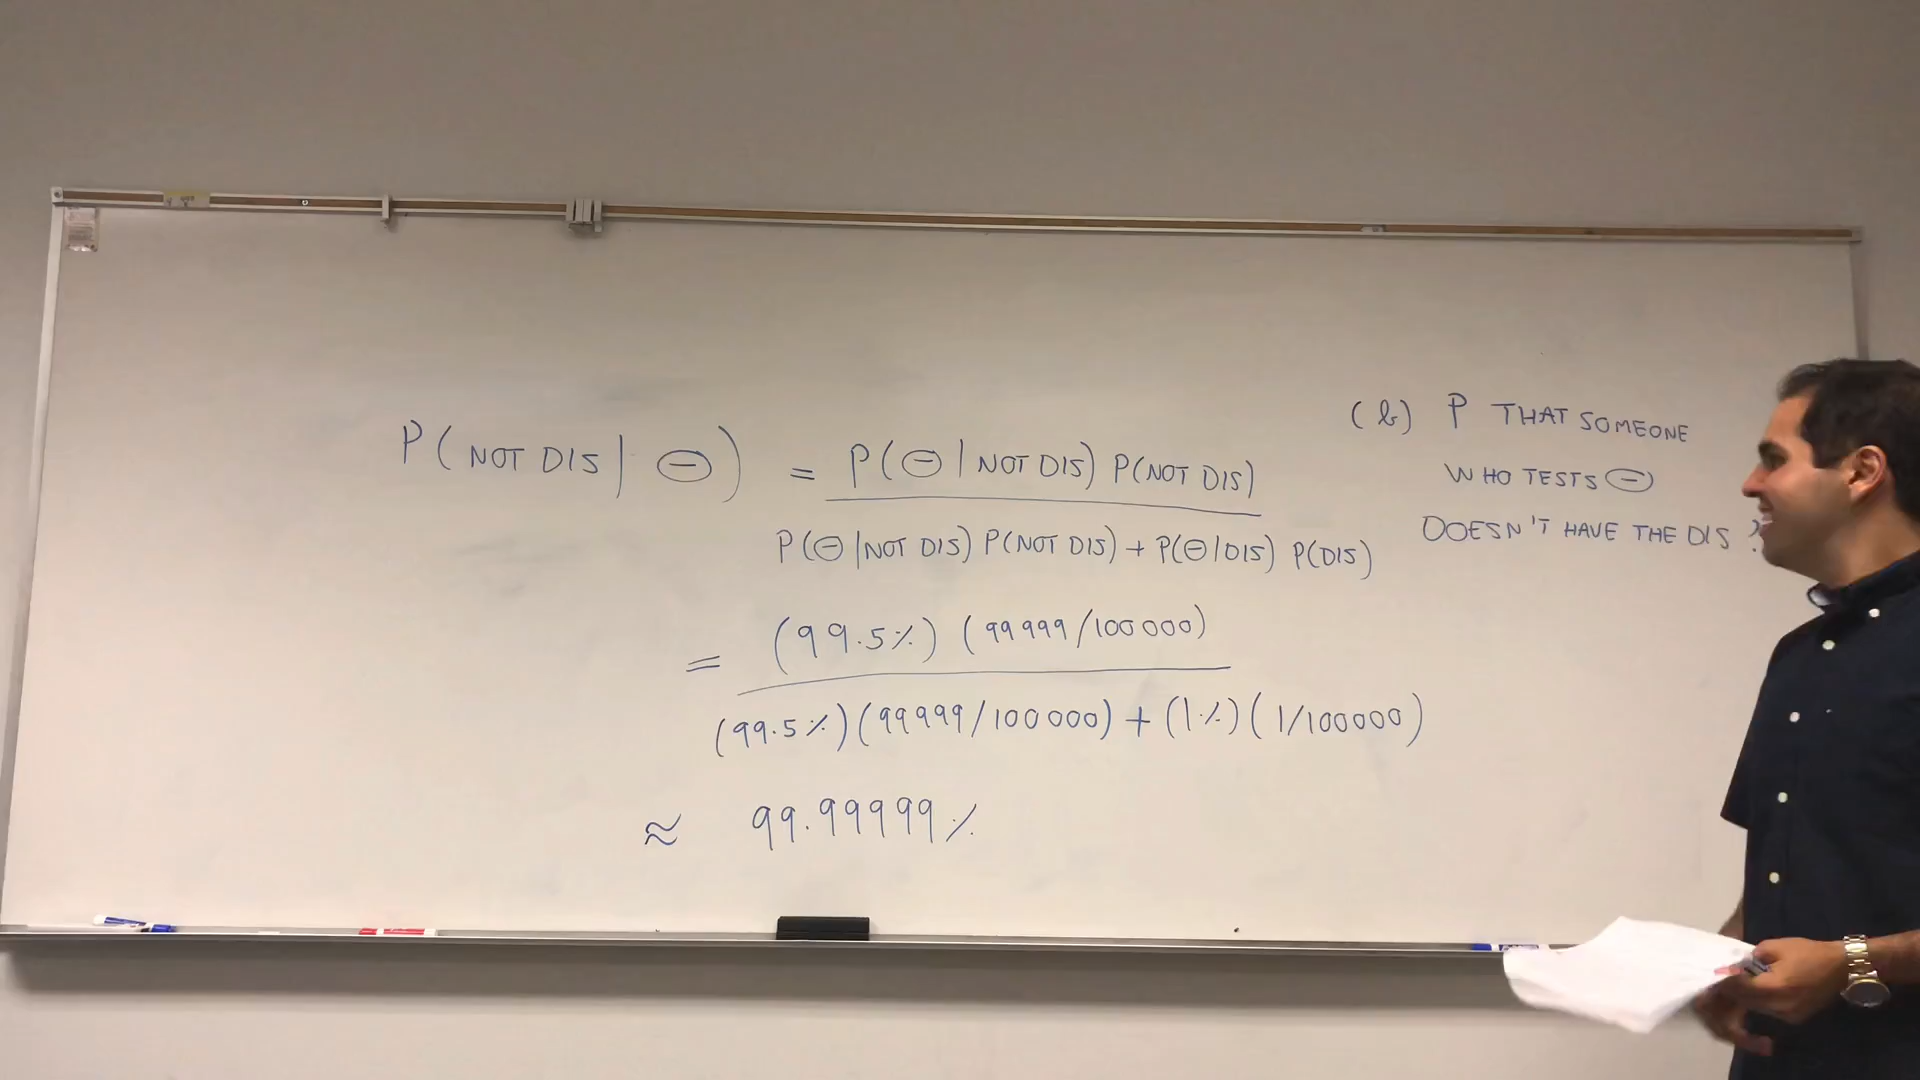 (b) P THAT SOMEONE
WHO TESTS ⊖
DOESN'T HAVE THE DIS ?
P(NOT DIS | ⊖) = P(⊖ | NOT DIS) P(NOT DIS)
P(⊖ | NOT DIS) P(NOT DIS) + P(⊖ | DIS) P(DIS)
= (99.5%) (99999/100000)
(99.5%)(99999/100000) + (1%)(1/100000)
≈ 99.99999%